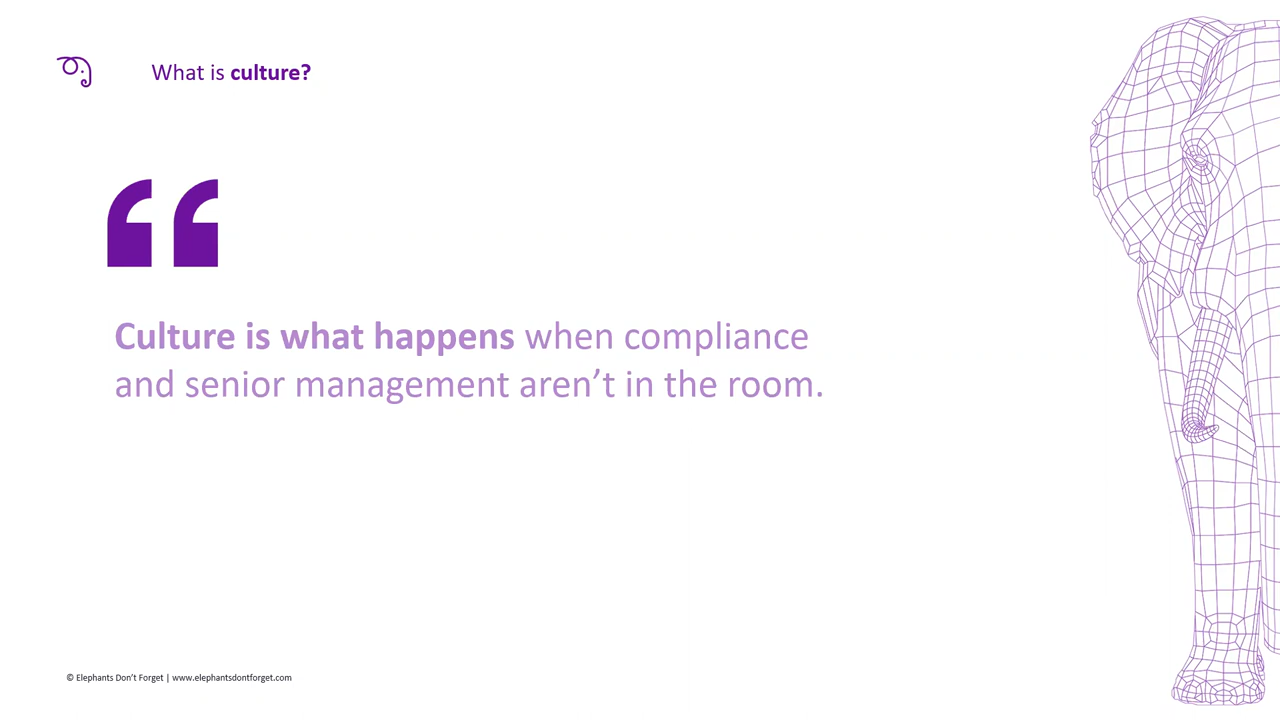 What is culture?
“
Culture is what happens when compliance
and senior management aren’t in the room.
© Elephants Don’t Forget | www.elephantsdontforget.com